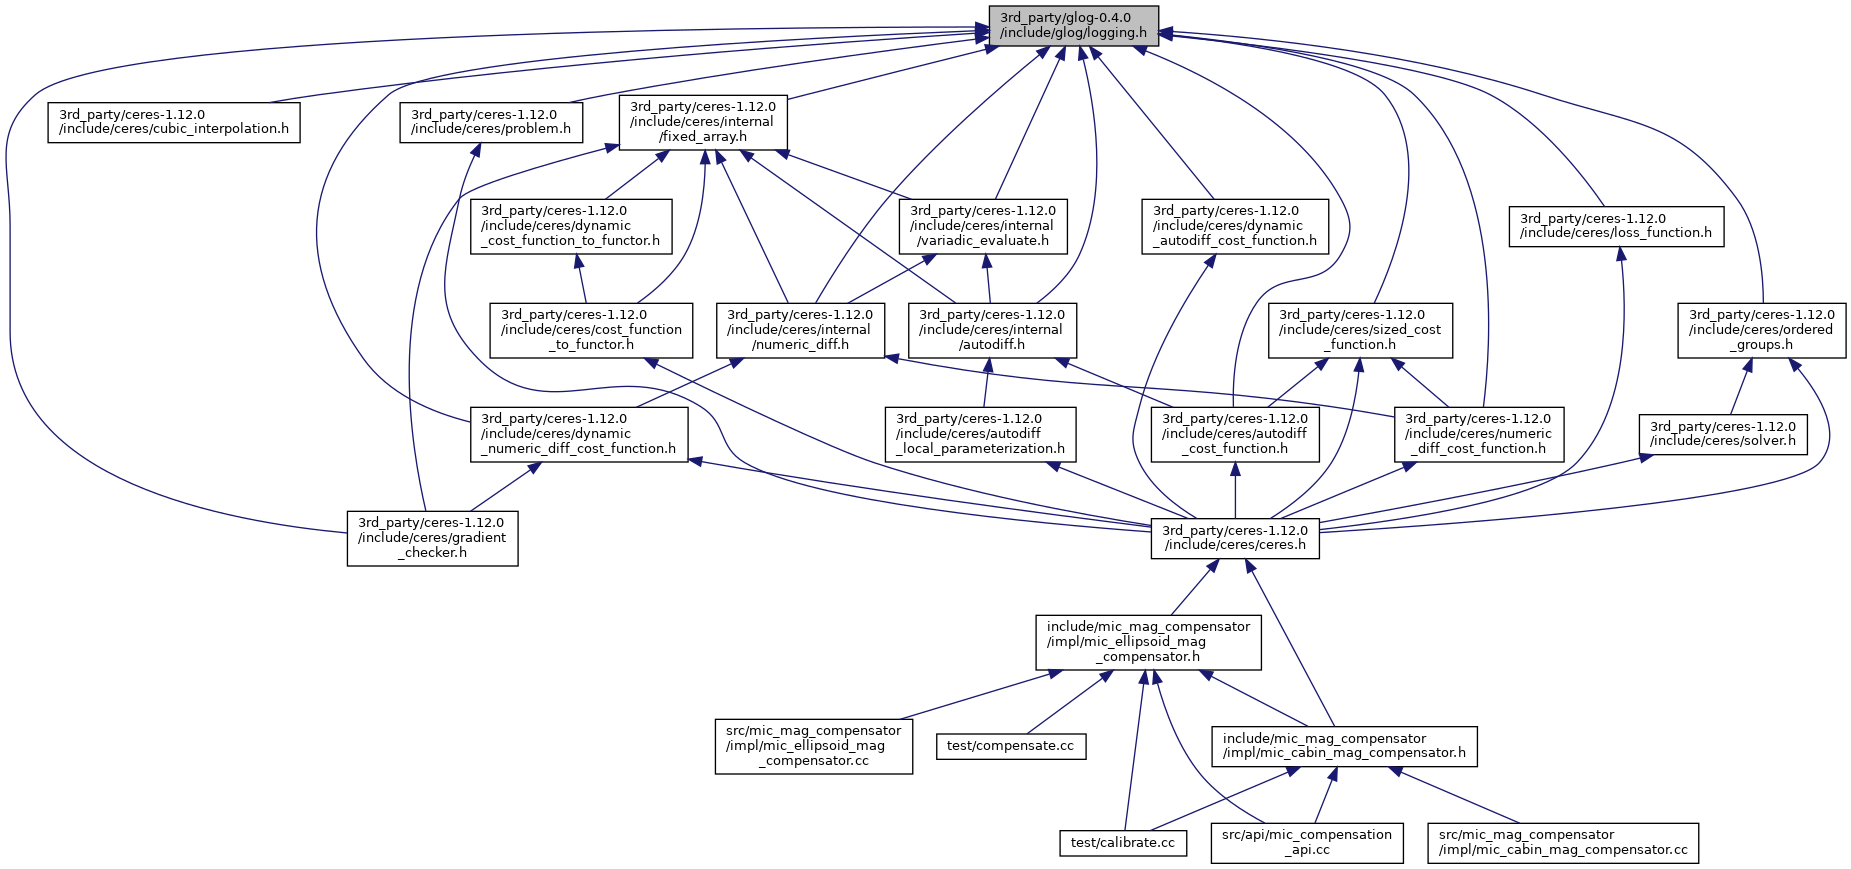 3rd_party/glog-0.4.0
/include/glog/logging.h
3rd_party/ceres-1.12.0
/include/ceres/cubic_interpolation.h
3rd_party/ceres-1.12.0
/include/ceres/problem.h
3rd_party/ceres-1.12.0
/include/ceres/internal
/fixed_array.h
3rd_party/ceres-1.12.0
/include/ceres/dynamic
_cost_function_to_functor.h
3rd_party/ceres-1.12.0
/include/ceres/internal
/variadic_evaluate.h
3rd_party/ceres-1.12.0
/include/ceres/dynamic
_autodiff_cost_function.h
3rd_party/ceres-1.12.0
/include/ceres/loss_function.h
3rd_party/ceres-1.12.0
/include/ceres/cost_function
_to_functor.h
3rd_party/ceres-1.12.0
/include/ceres/internal
/numeric_diff.h
3rd_party/ceres-1.12.0
/include/ceres/internal
/autodiff.h
3rd_party/ceres-1.12.0
/include/ceres/sized_cost
_function.h
3rd_party/ceres-1.12.0
/include/ceres/ordered
_groups.h
3rd_party/ceres-1.12.0
/include/ceres/dynamic
_numeric_diff_cost_function.h
3rd_party/ceres-1.12.0
/include/ceres/autodiff
_local_parameterization.h
3rd_party/ceres-1.12.0
/include/ceres/autodiff
_cost_function.h
3rd_party/ceres-1.12.0
/include/ceres/numeric
_diff_cost_function.h
3rd_party/ceres-1.12.0
/include/ceres/solver.h
3rd_party/ceres-1.12.0
/include/ceres/gradient
_checker.h
3rd_party/ceres-1.12.0
/include/ceres/ceres.h
include/mic_mag_compensator
/impl/mic_ellipsoid_mag
_compensator.h
src/mic_mag_compensator
/impl/mic_ellipsoid_mag
_compensator.cc
test/compensate.cc
include/mic_mag_compensator
/impl/mic_cabin_mag_compensator.h
test/calibrate.cc
src/api/mic_compensation
_api.cc
src/mic_mag_compensator
/impl/mic_cabin_mag_compensator.cc